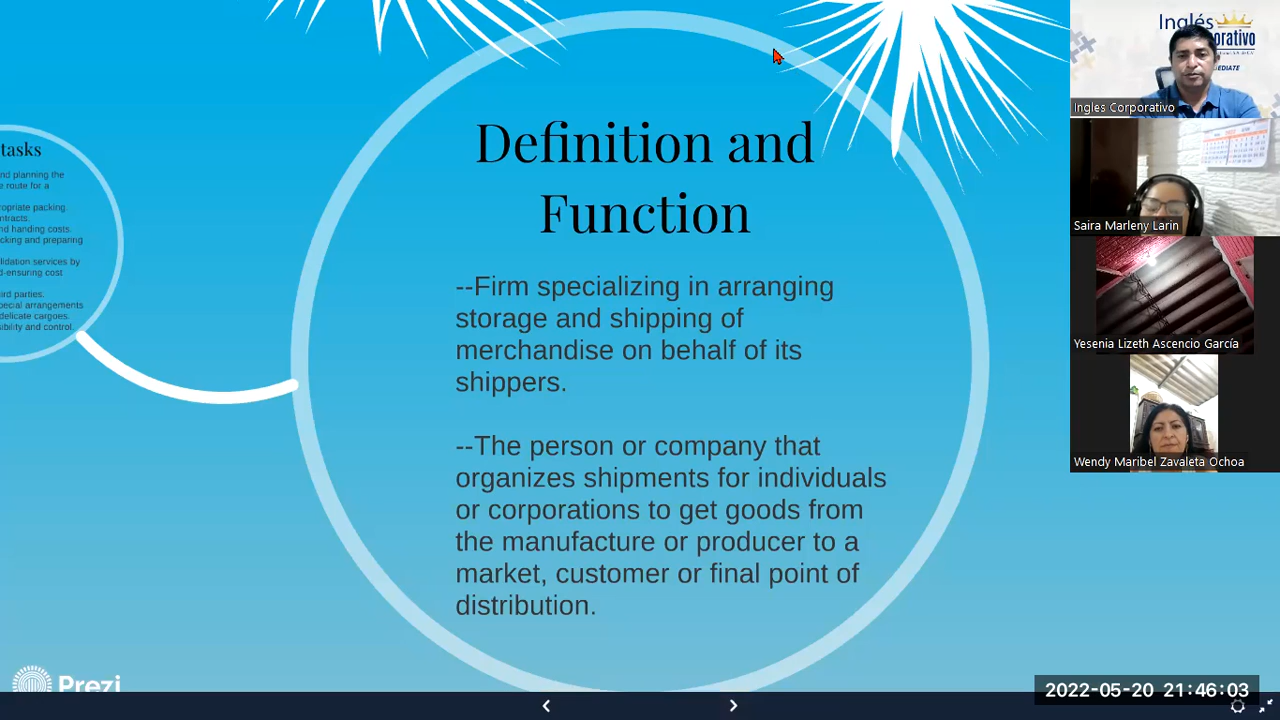 Definition and
Function
--Firm specializing in arranging
storage and shipping of
merchandise on behalf of its
shippers.
--The person or company that
organizes shipments for individuals
or corporations to get goods from
the manufacture or producer to a
market, customer or final point of
distribution.
tasks
nd planning the
e route for a
ropriate packing
ntracts.
nd handing costs.
cking and preparing
lidation services by
d-ensuring cost
ird parties.
pecial arrangements
delicate cargoes.
sibility and control.
Prezi
Inglés
orativo
MEDIATE
Ingles Corporativo
Saira Marleny Larin
Yesenia Lizeth Ascencio García
Wendy Maribel Zavaleta Ochoa
2022-05-20 21:46:03